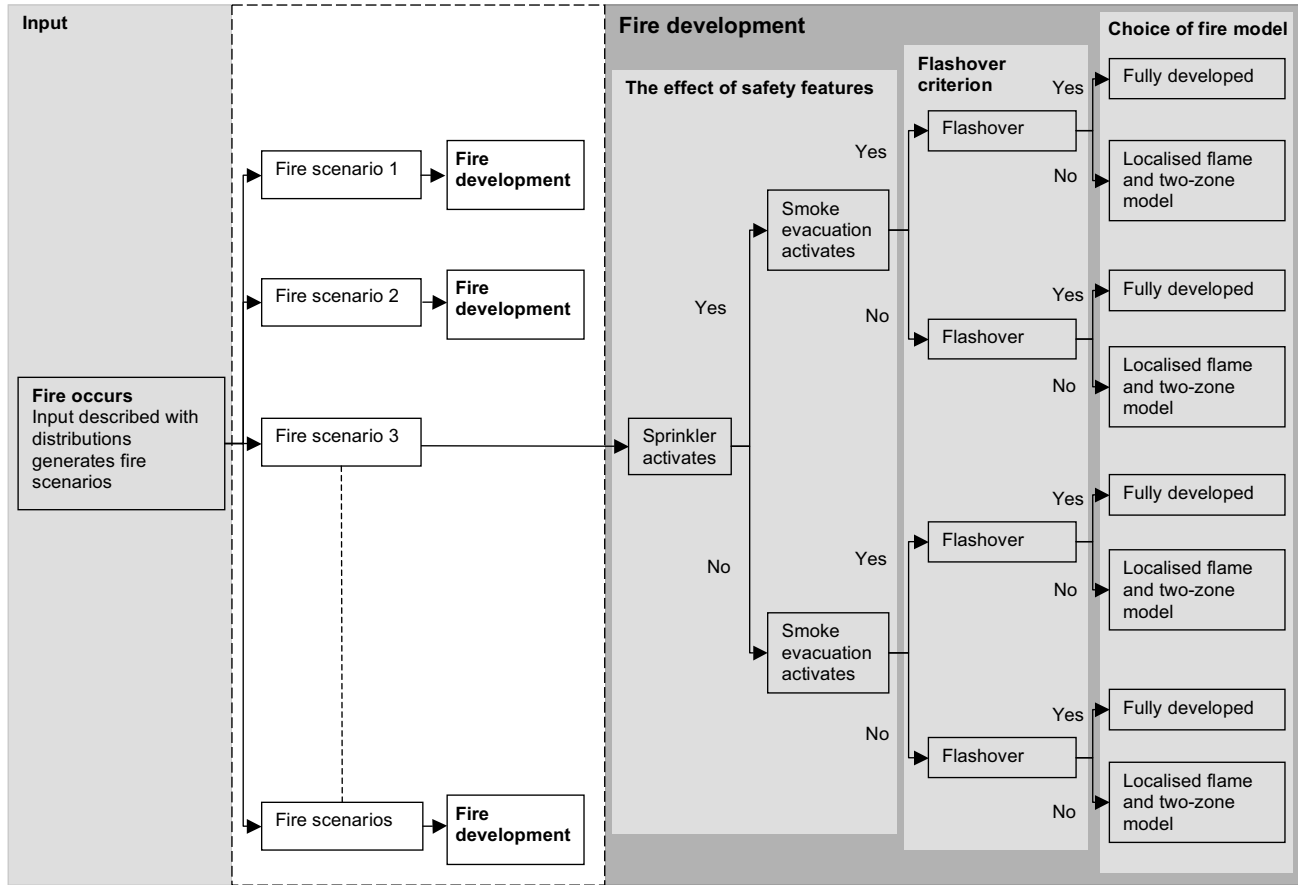 Input
Fire occurs
Input described with
distributions
generates fire
scenarios
Fire scenario 1
Fire
development
Fire scenario 2
Fire
development
Fire scenario 3
Fire scenarios
Fire
development
Fire development
The effect of safety features
Sprinkler
activates
Yes
No
Smoke
evacuation
activates
Yes
No
Smoke
evacuation
activates
Yes
No
Flashover
criterion
Flashover
Yes
No
Flashover
Yes
No
Flashover
Yes
No
Flashover
Yes
No
Choice of fire model
Fully developed
Localised flame
and two-zone
model
Fully developed
Localised flame
and two-zone
model
Fully developed
Localised flame
and two-zone
model
Fully developed
Localised flame
and two-zone
model